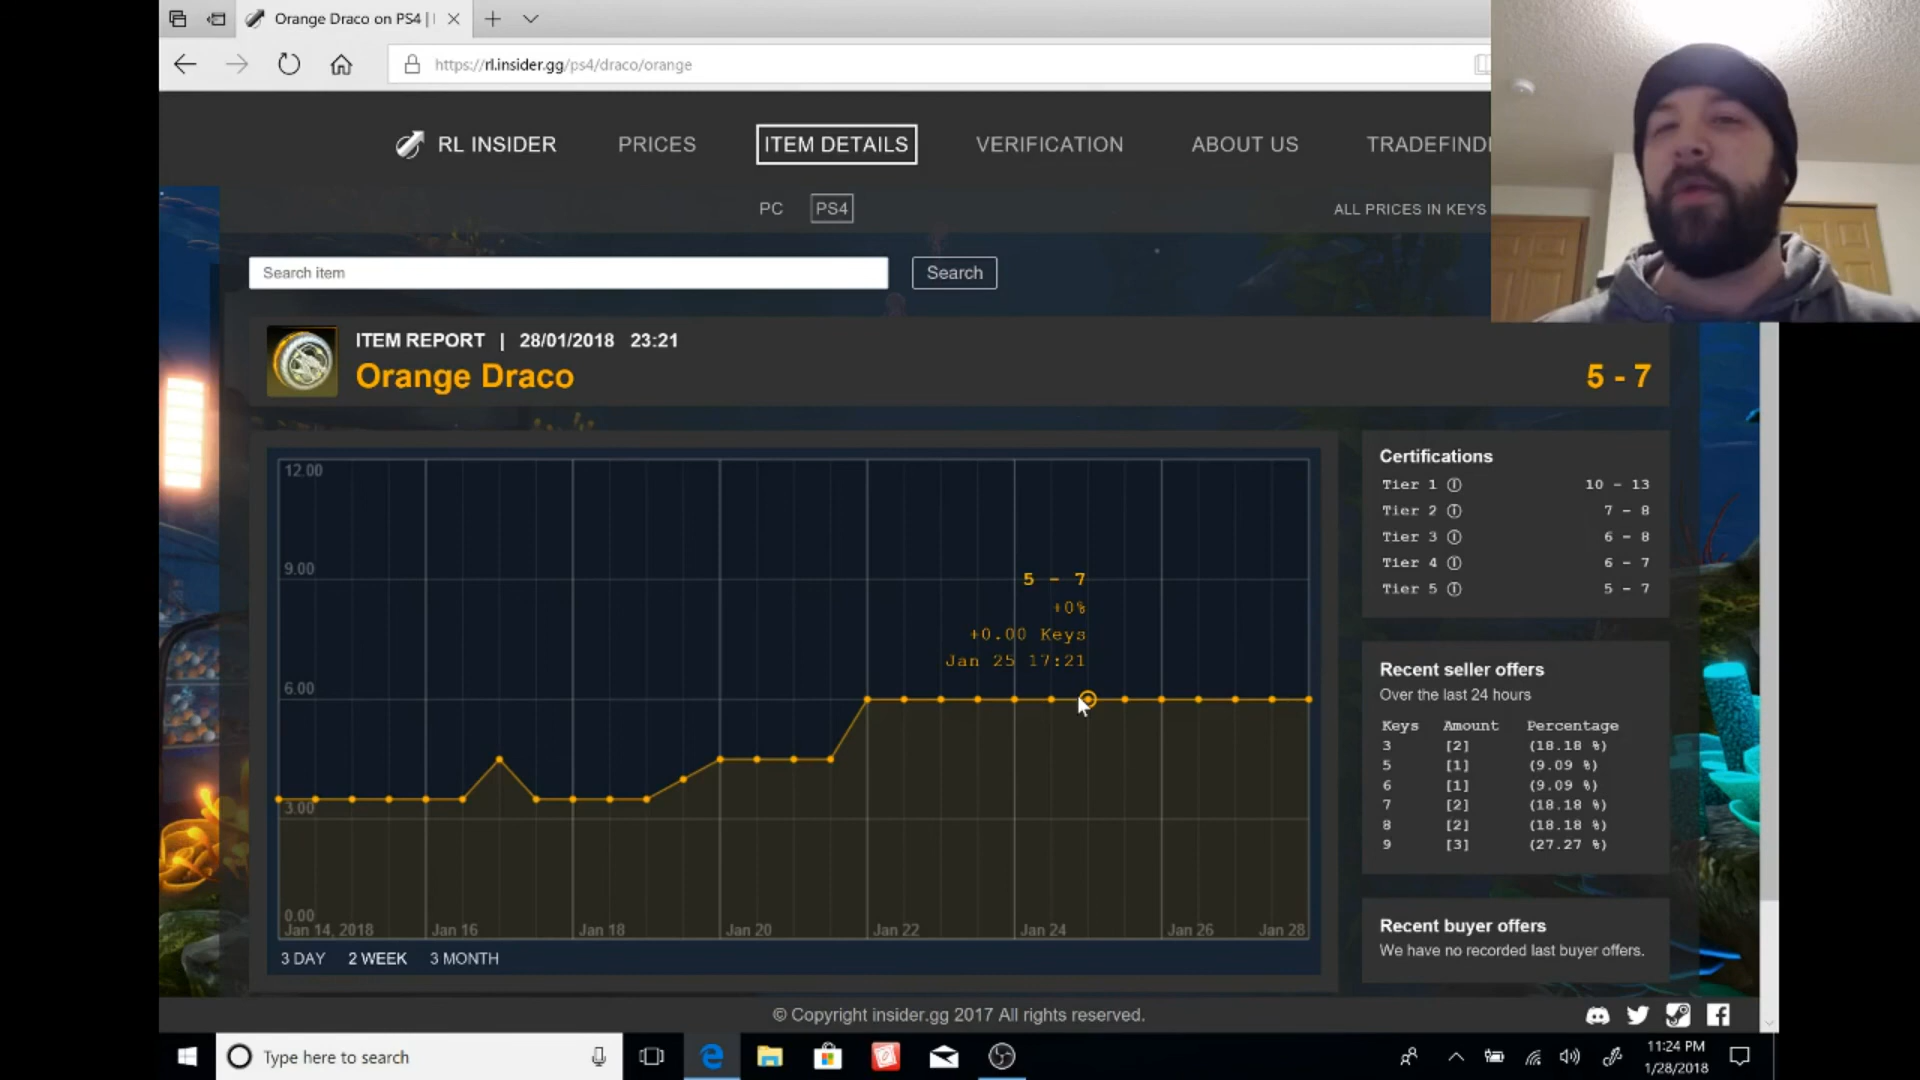 Orange Draco on PS4 |
https://rl.insider.gg/ps4/draco/orange
RL INSIDER
PRICES
ITEM DETAILS
VERIFICATION
ABOUT US
TRADEFIND
PC
PS4
ALL PRICES IN KEYS
Search item
Search
ITEM REPORT | 28/01/2018 23:21
Orange Draco
5 - 7
12.00
9.00
6.00
3.00
0.00
5 - 7
+0%
+0.00 Keys
Jan 25 17:21
Jan 14, 2018
Jan 16
Jan 18
Jan 20
Jan 22
Jan 24
Jan 26
Jan 28
3 DAY
2 WEEK
3 MONTH
Certifications
Tier 1 10 - 13
Tier 2 7 - 8
Tier 3 6 - 8
Tier 4 6 - 7
Tier 5 5 - 7
Recent seller offers
Over the last 24 hours
Keys Amount Percentage
3 [2] (18.18 %)
5 [1] (9.09 %)
6 [1] (9.09 %)
7 [2] (18.18 %)
8 [2] (18.18 %)
9 [3] (27.27 %)
Recent buyer offers
We have no recorded last buyer offers.
© Copyright insider.gg 2017 All rights reserved.
Type here to search
11:24 PM
1/28/2018